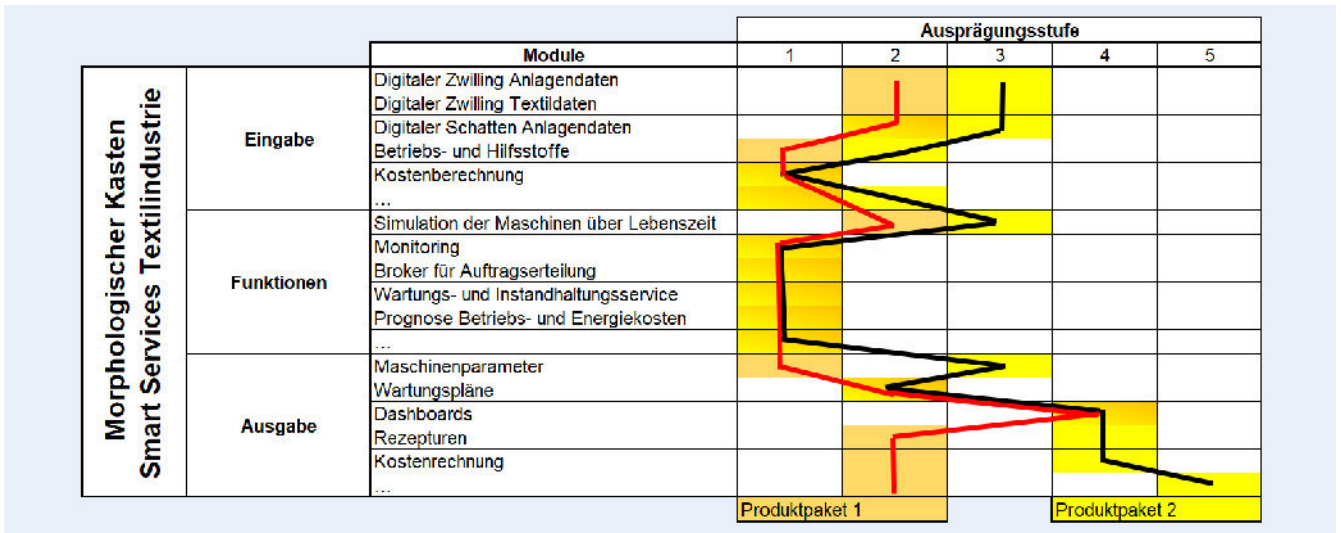 Ausprägungsstufe
Module 1 2 3 4 5
Morphologischer Kasten
Smart Services Textilindustrie
Eingabe
Digitaler Zwilling Anlagendaten
Digitaler Zwilling Textildaten
Digitaler Schatten Anlagendaten
Betriebs- und Hilfsstoffe
Kostenberechnung
...
Funktionen
Simulation der Maschinen über Lebenszeit
Monitoring
Broker für Auftragserteilung
Wartungs- und Instandhaltungsservice
Prognose Betriebs- und Energiekosten
...
Ausgabe
Maschinenparameter
Wartungspläne
Dashboards
Rezepturen
Kostenrechnung
...
Produktpaket 1
Produktpaket 2